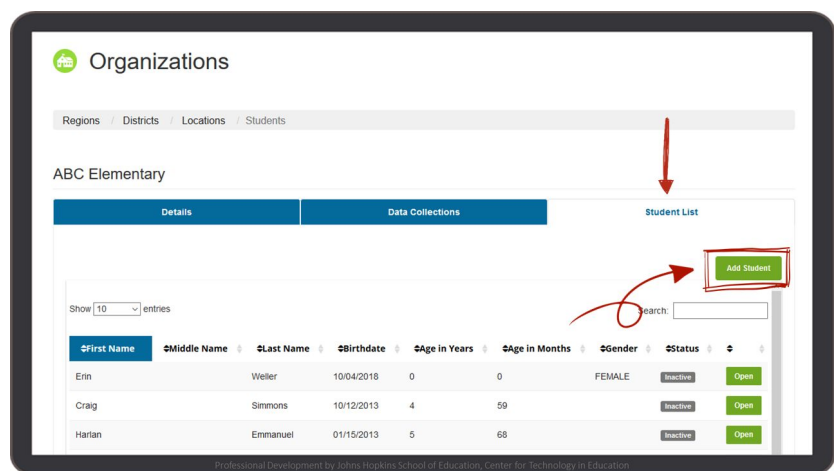 Organizations
Regions / Districts / Locations / Students
ABC Elementary
Details Data Collections Student List
Add Student
Show 10 entries Search:
First Name Middle Name Last Name Birthdate Age in Years Age in Months Gender Status
Erin Weller 10/04/2018 0 0 FEMALE Inactive Open
Craig Simmons 10/12/2013 4 59 Inactive Open
Harlan Emmanuel 01/15/2013 5 68 Inactive Open
Professional Development by Johns Hopkins School of Education, Center for Technology in Education